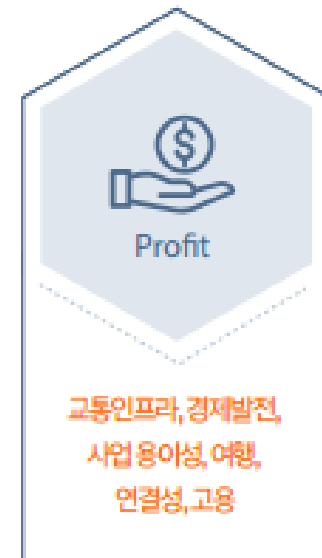 Profit
교통인프라, 경제발전,
사업 용이성, 여행,
연결성, 고용